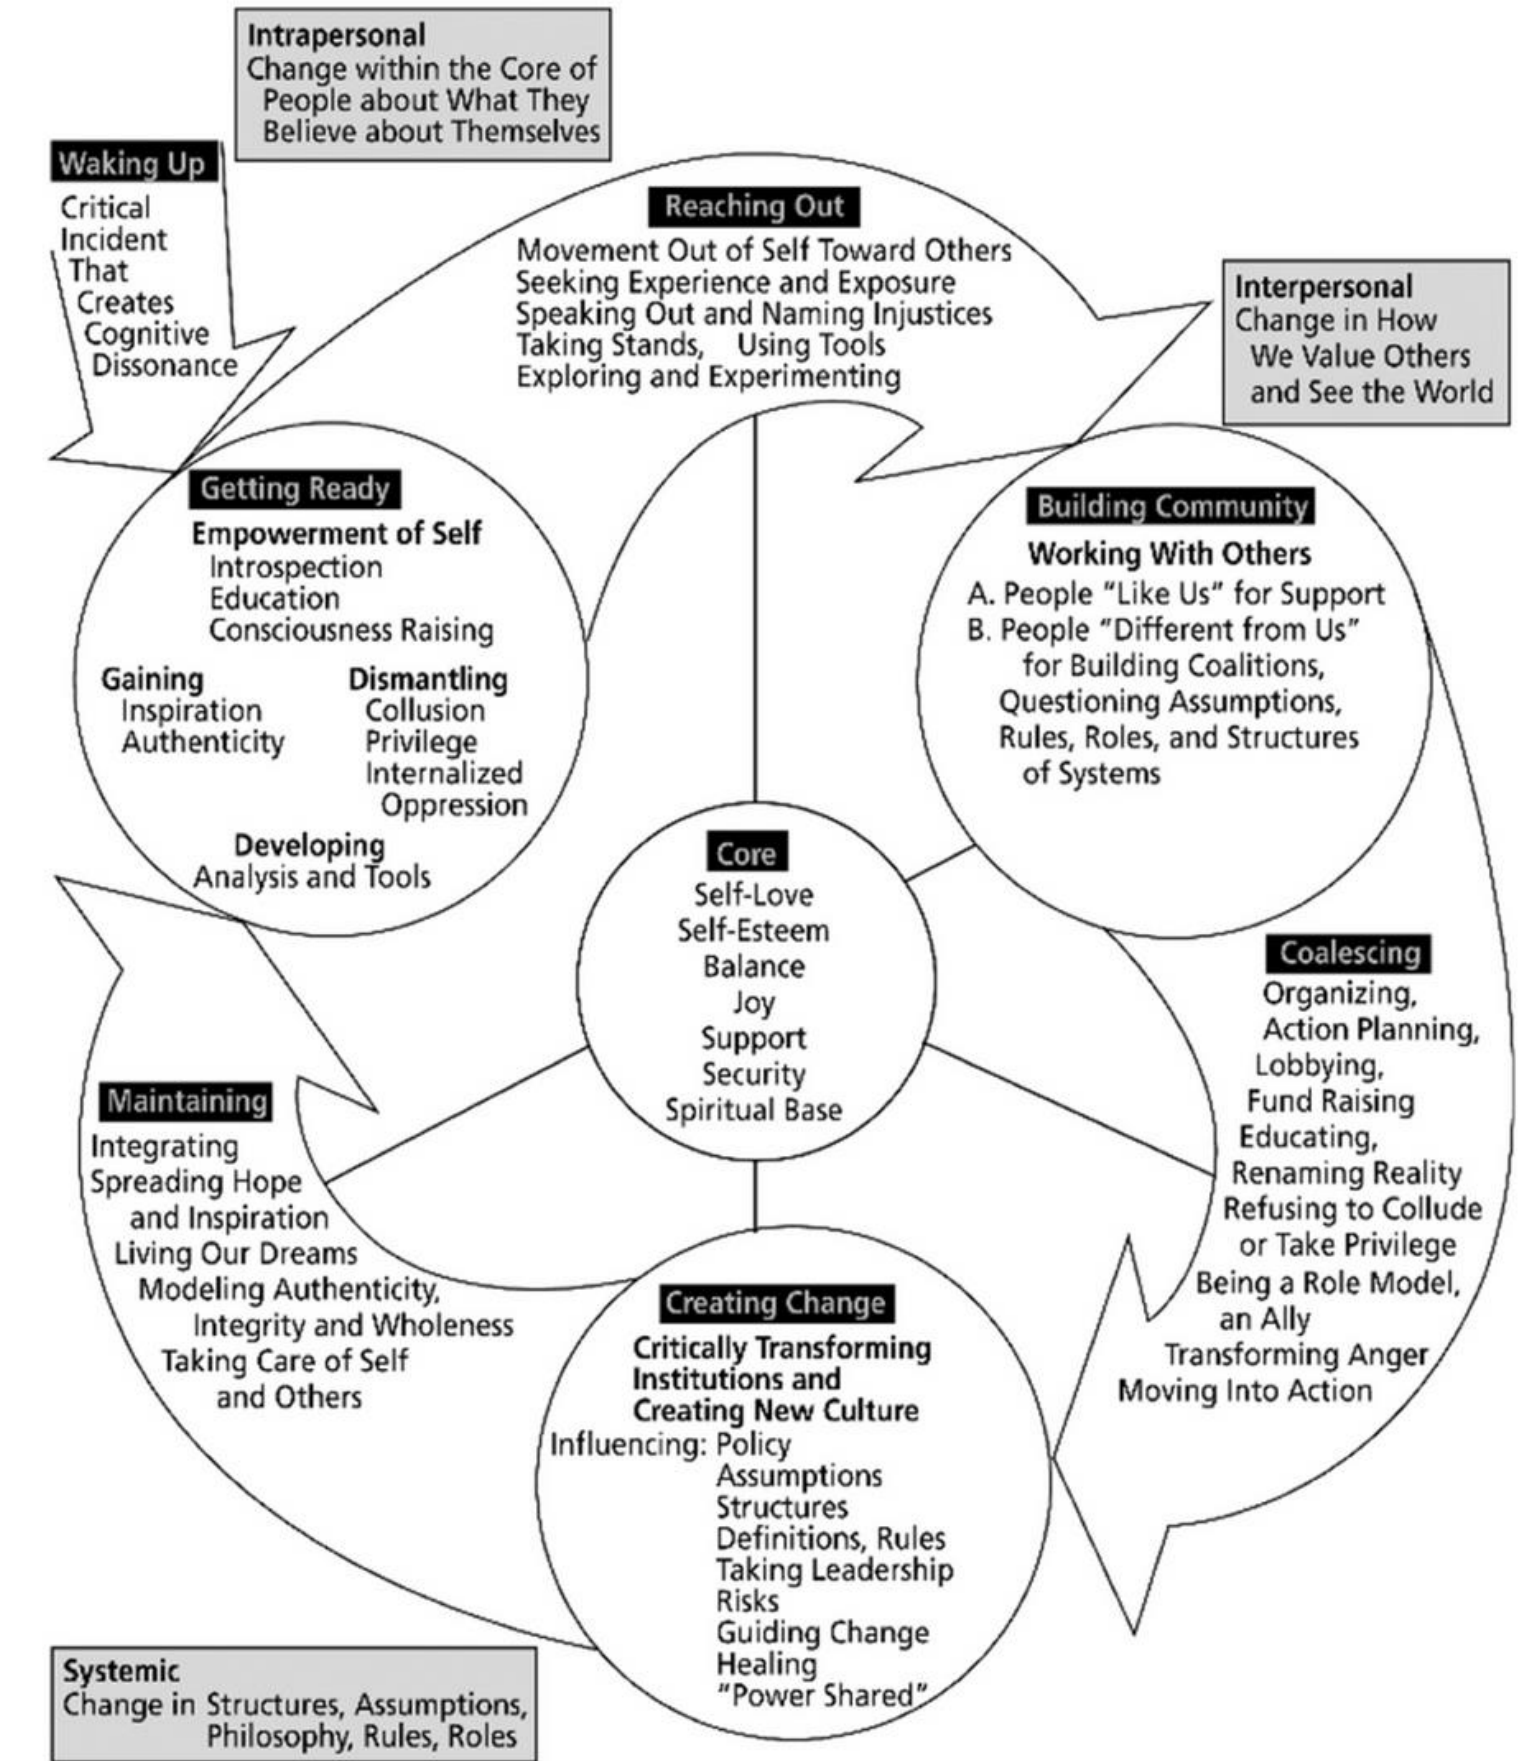 Intrapersonal
Change within the Core of
People about What They
Believe about Themselves
Waking Up
Critical
Incident
That
Creates
Cognitive
Dissonance
Reaching Out
Movement Out of Self Toward Others
Seeking Experience and Exposure
Speaking Out and Naming Injustices
Taking Stands, Using Tools
Exploring and Experimenting
Interpersonal
Change in How
We Value Others
and See the World
Getting Ready
Empowerment of Self
Introspection
Education
Consciousness Raising
Gaining
Inspiration
Authenticity
Dismantling
Collusion
Privilege
Internalized
Oppression
Developing
Analysis and Tools
Building Community
Working With Others
A. People “Like Us” for Support
B. People “Different from Us”
for Building Coalitions,
Questioning Assumptions,
Rules, Roles, and Structures
of Systems
Core
Self-Love
Self-Esteem
Balance
Joy
Support
Security
Spiritual Base
Coalescing
Organizing,
Action Planning,
Lobbying,
Fund Raising
Educating,
Renaming Reality
Refusing to Collude
or Take Privilege
Being a Role Model,
an Ally
Transforming Anger
Moving Into Action
Maintaining
Integrating
Spreading Hope
and Inspiration
Living Our Dreams
Modeling Authenticity,
Integrity and Wholeness
Taking Care of Self
and Others
Creating Change
Critically Transforming
Institutions and
Creating New Culture
Influencing: Policy
Assumptions
Structures
Definitions, Rules
Taking Leadership
Risks
Guiding Change
Healing
“Power Shared”
Systemic
Change in Structures, Assumptions,
Philosophy, Rules, Roles